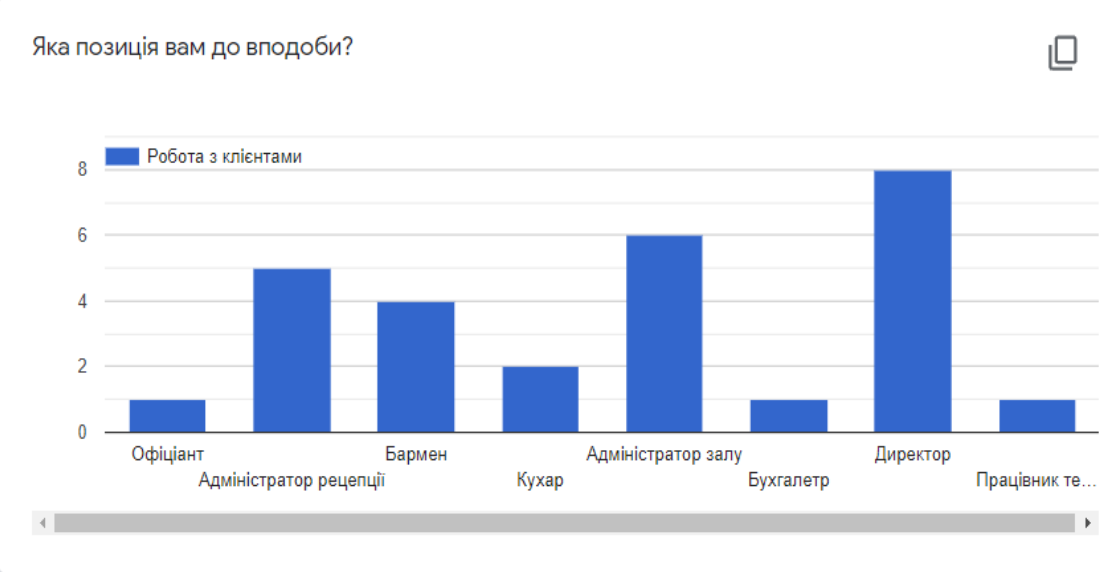 Яка позиція вам до вподоби?
Робота з клієнтами
8
6
4
2
0
Офіціант
Адміністратор рецепції
Бармен
Кухар
Адміністратор залу
Бухгалетр
Директор
Працівник те...